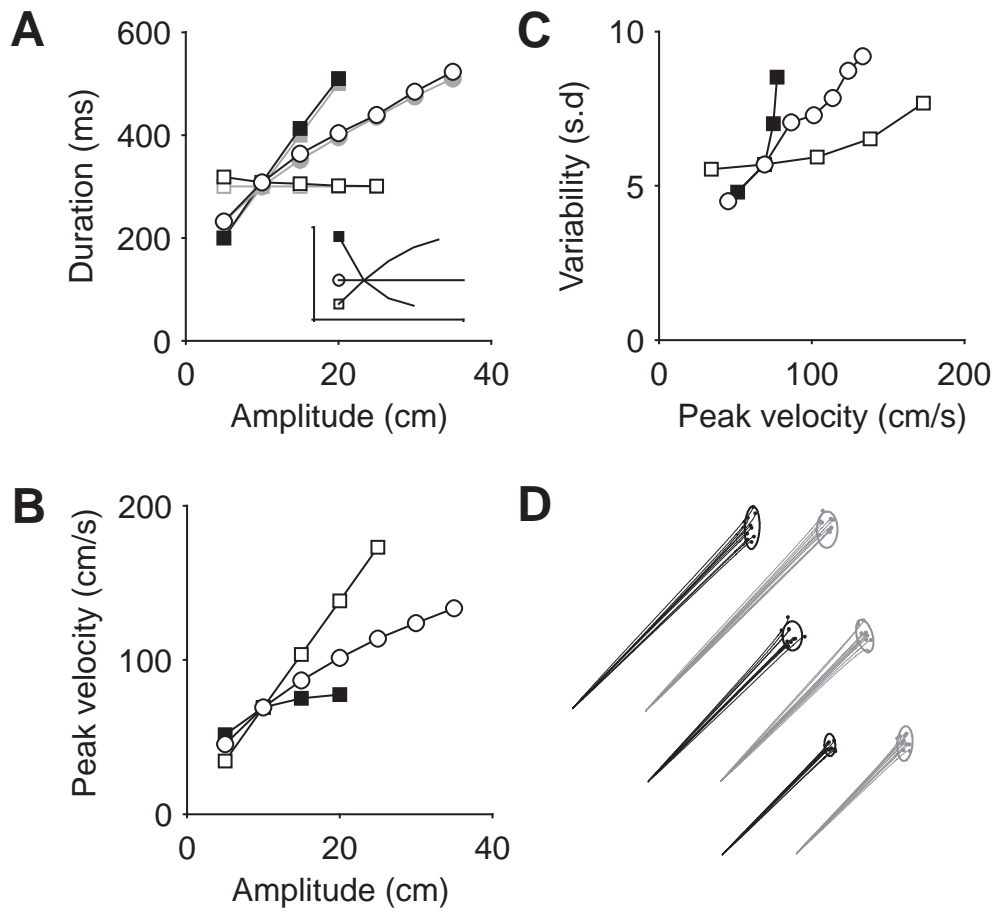 A
600
400
200
0
Duration (ms)
0 20 40
Amplitude (cm)
C
10
5
0
Variability (s.d)
0 100 200
Peak velocity (cm/s)
B
200
100
0
Peak velocity (cm/s)
0 20 40
Amplitude (cm)
D